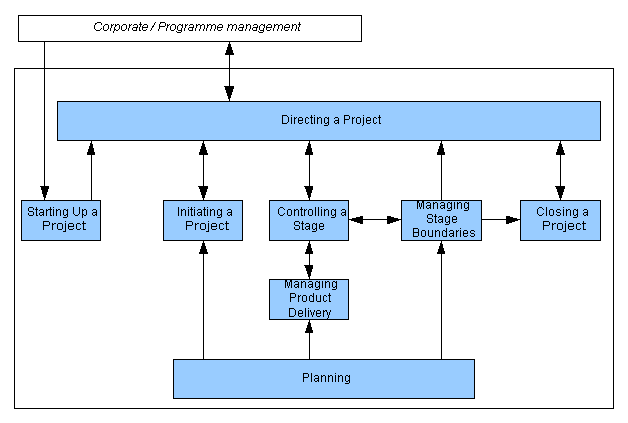 Corporate / Programme management
Directing a Project
Starting Up a
Project
Initiating a
Project
Controlling a
Stage
Managing
Stage
Boundaries
Closing a
Project
Managing
Product
Delivery
Planning